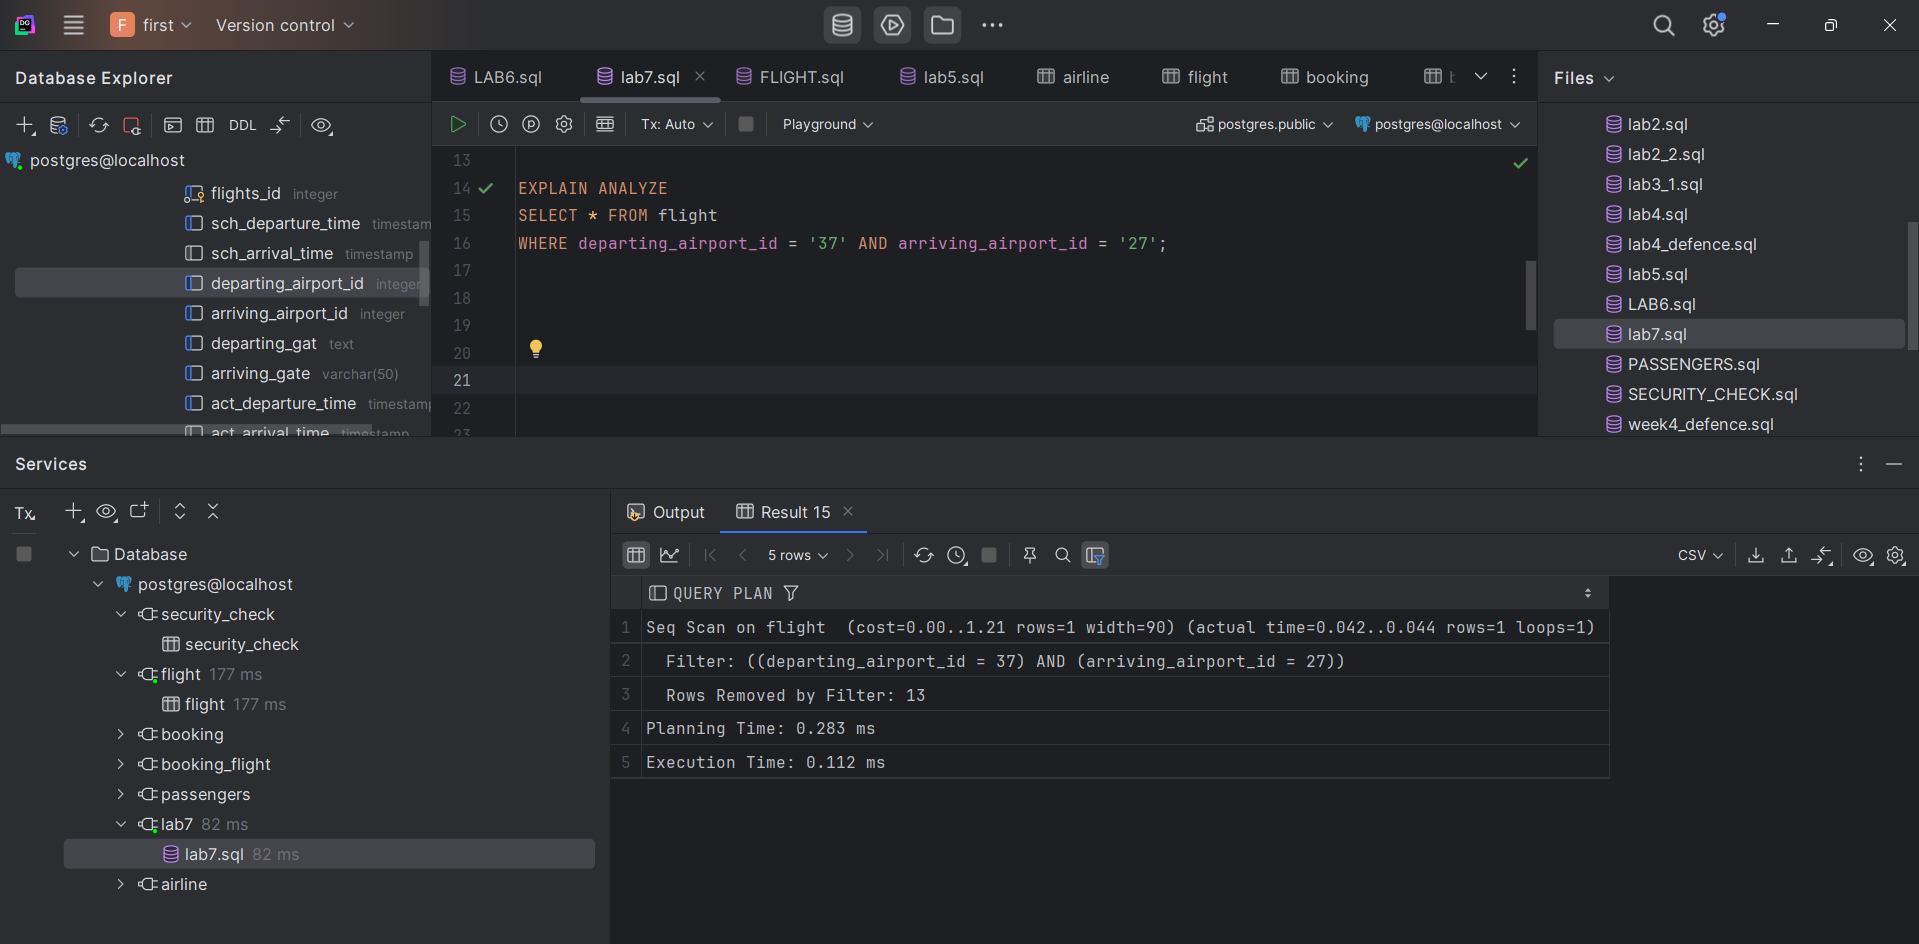 F first Version control
Database Explorer
LAB6.sql lab7.sql FLIGHT.sql lab5.sql airline flight booking
Files
DDL
Tx: Auto Playground postgres.public postgres@localhost
postgres@localhost
flights_id integer
sch_departure_time timestam
sch_arrival_time timestamp
departing_airport_id integer
arriving_airport_id integer
departing_gat text
arriving_gate varchar(50)
act_departure_time timestamp
act_arrival_time timestamp
13
14 EXPLAIN ANALYZE
15 SELECT * FROM flight
16 WHERE departing_airport_id = '37' AND arriving_airport_id = '27';
17
18
19
20
21
22
23
lab2.sql
lab2_2.sql
lab3_1.sql
lab4.sql
lab4_defence.sql
lab5.sql
LAB6.sql
lab7.sql
PASSENGERS.sql
SECURITY_CHECK.sql
week4_defence.sql
Services
Tx
Database
postgres@localhost
security_check
security_check
flight 177 ms
flight 177 ms
booking
booking_flight
passengers
lab7 82 ms
lab7.sql 82 ms
airline
Output Result 15
5 rows CSV
QUERY PLAN
1 Seq Scan on flight (cost=0.00..1.21 rows=1 width=90) (actual time=0.042..0.044 rows=1 loops=1)
2 Filter: ((departing_airport_id = 37) AND (arriving_airport_id = 27))
3 Rows Removed by Filter: 13
4 Planning Time: 0.283 ms
5 Execution Time: 0.112 ms